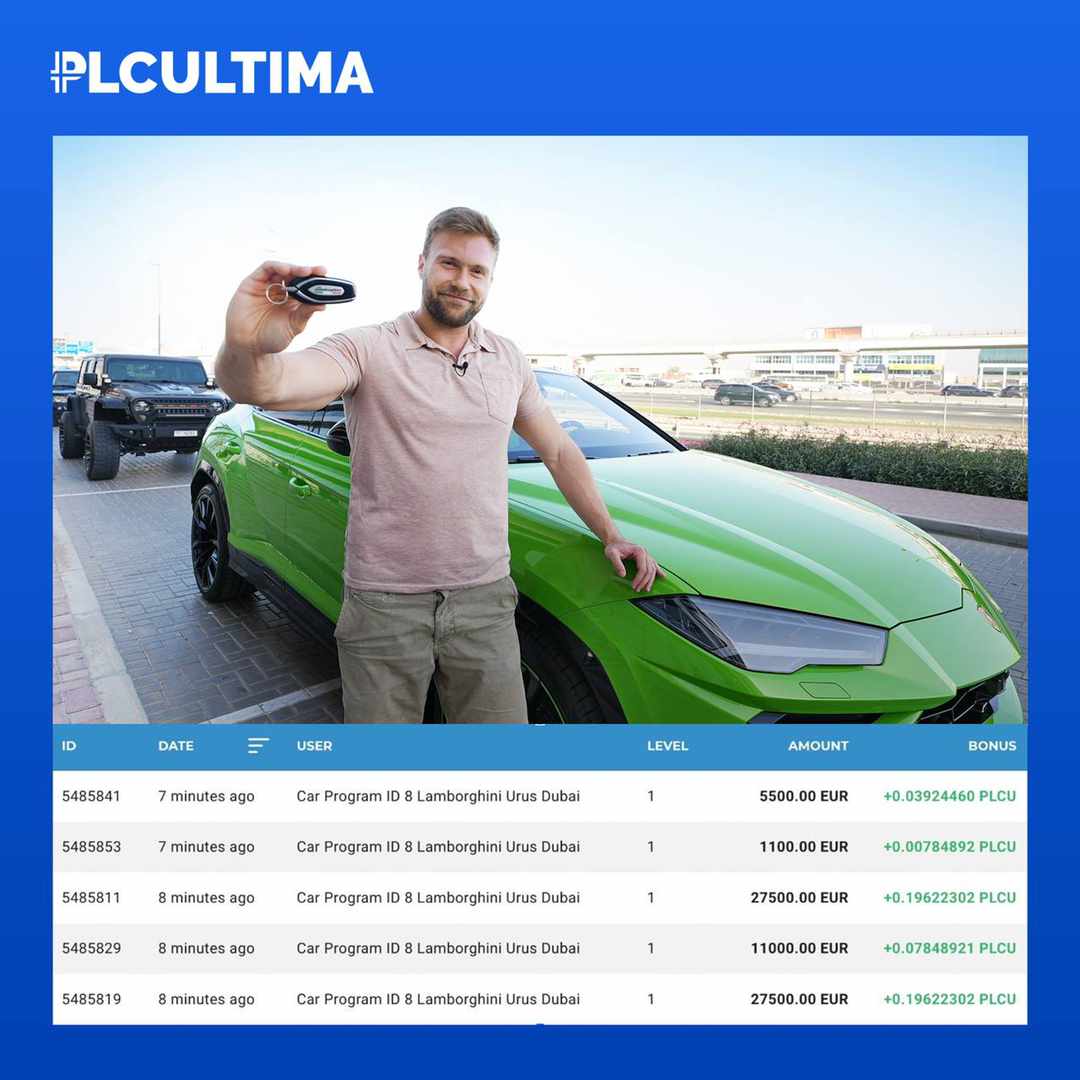 PLCULTIMA
ID DATE USER LEVEL AMOUNT BONUS
5485841 7 minutes ago Car Program ID 8 Lamborghini Urus Dubai 1 5500.00 EUR +0.03924460 PLCU
5485853 7 minutes ago Car Program ID 8 Lamborghini Urus Dubai 1 1100.00 EUR +0.00784892 PLCU
5485811 8 minutes ago Car Program ID 8 Lamborghini Urus Dubai 1 27500.00 EUR +0.19622302 PLCU
5485829 8 minutes ago Car Program ID 8 Lamborghini Urus Dubai 1 11000.00 EUR +0.07848921 PLCU
5485819 8 minutes ago Car Program ID 8 Lamborghini Urus Dubai 1 27500.00 EUR +0.19622302 PLCU